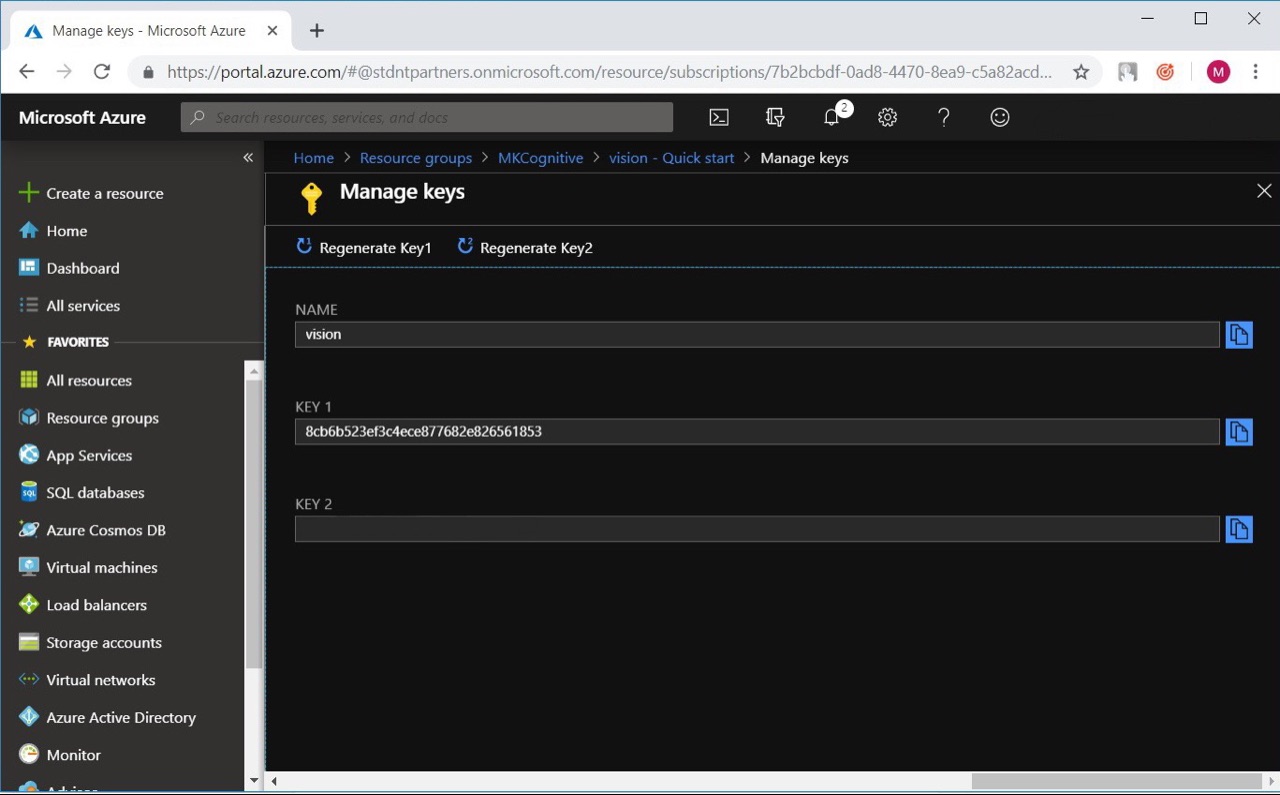 Manage keys - Microsoft Azure
https://portal.azure.com/#@stdntpartners.onmicrosoft.com/resource/subscriptions/7b2bcbdf-0ad8-4470-8ea9-c5a82acd...
M
Microsoft Azure
Search resources, services, and docs
2
Home > Resource groups > MKCognitive > vision - Quick start > Manage keys
Manage keys
Regenerate Key1
Regenerate Key2
Create a resource
Home
Dashboard
All services
FAVORITES
All resources
Resource groups
App Services
SQL databases
Azure Cosmos DB
Virtual machines
Load balancers
Storage accounts
Virtual networks
Azure Active Directory
Monitor
NAME
vision
KEY 1
8cb6b523ef3c4ece877682e826561853
KEY 2